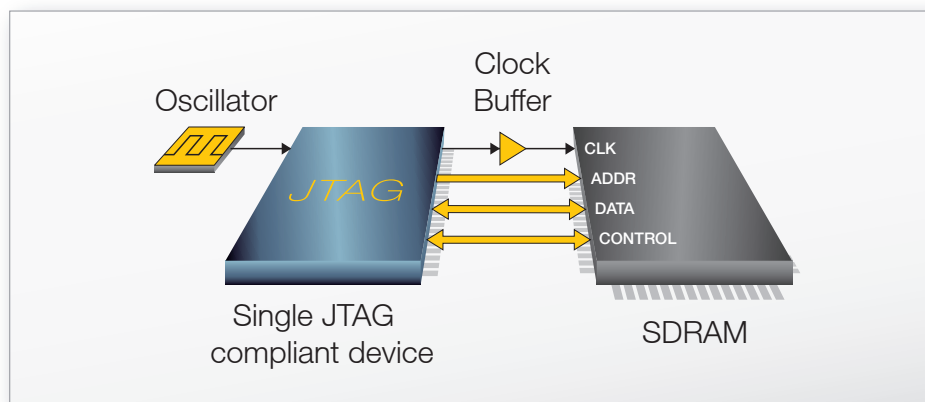 Clock
Buffer
Oscillator
JTAG
CLK
ADDR
DATA
CONTROL
Single JTAG
compliant device
SDRAM